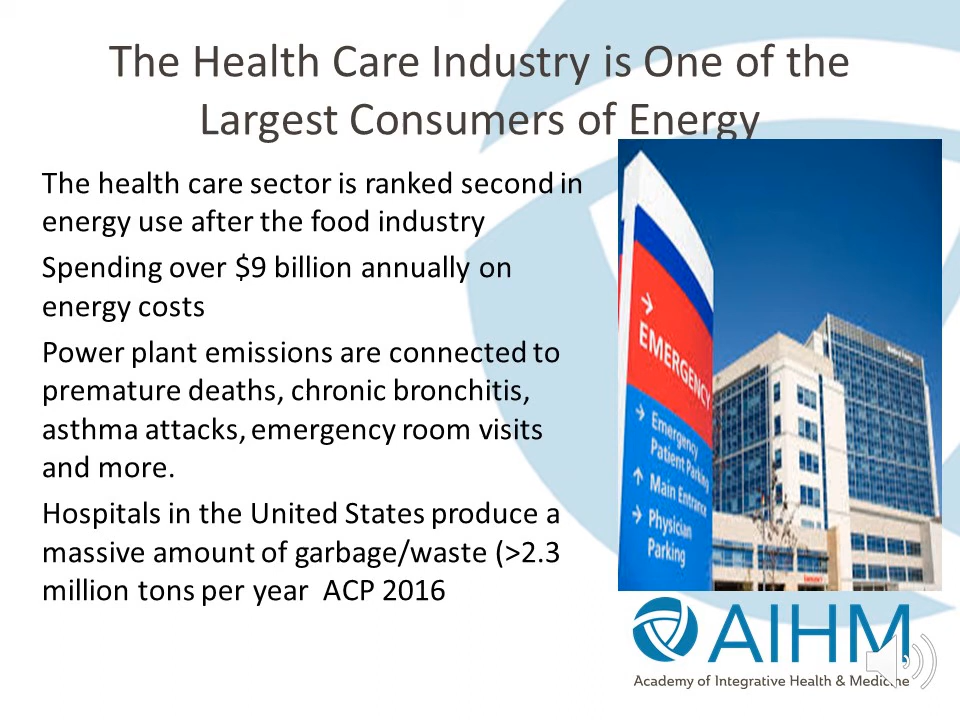 The Health Care Industry is One of the
Largest Consumers of Energy
The health care sector is ranked second in
energy use after the food industry
Spending over $9 billion annually on
energy costs
Power plant emissions are connected to
premature deaths, chronic bronchitis,
asthma attacks, emergency room visits
and more.
Hospitals in the United States produce a
massive amount of garbage/waste (>2.3
million tons per year  ACP 2016
→
EMERGENCY
→ Emergency
Patient Parking
↑ Main Entrance
→ Physician
Parking
AIHM
Academy of Integrative Health & Medicine